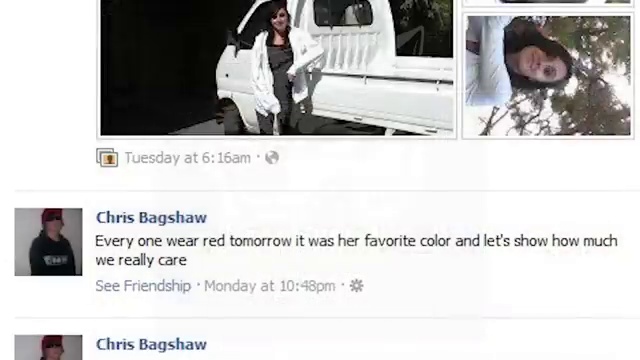 Tuesday at 6:16am ·
Chris Bagshaw
Every one wear red tomorrow it was her favorite color and let's show how much
we really care
See Friendship · Monday at 10:48pm ·
Chris Bagshaw